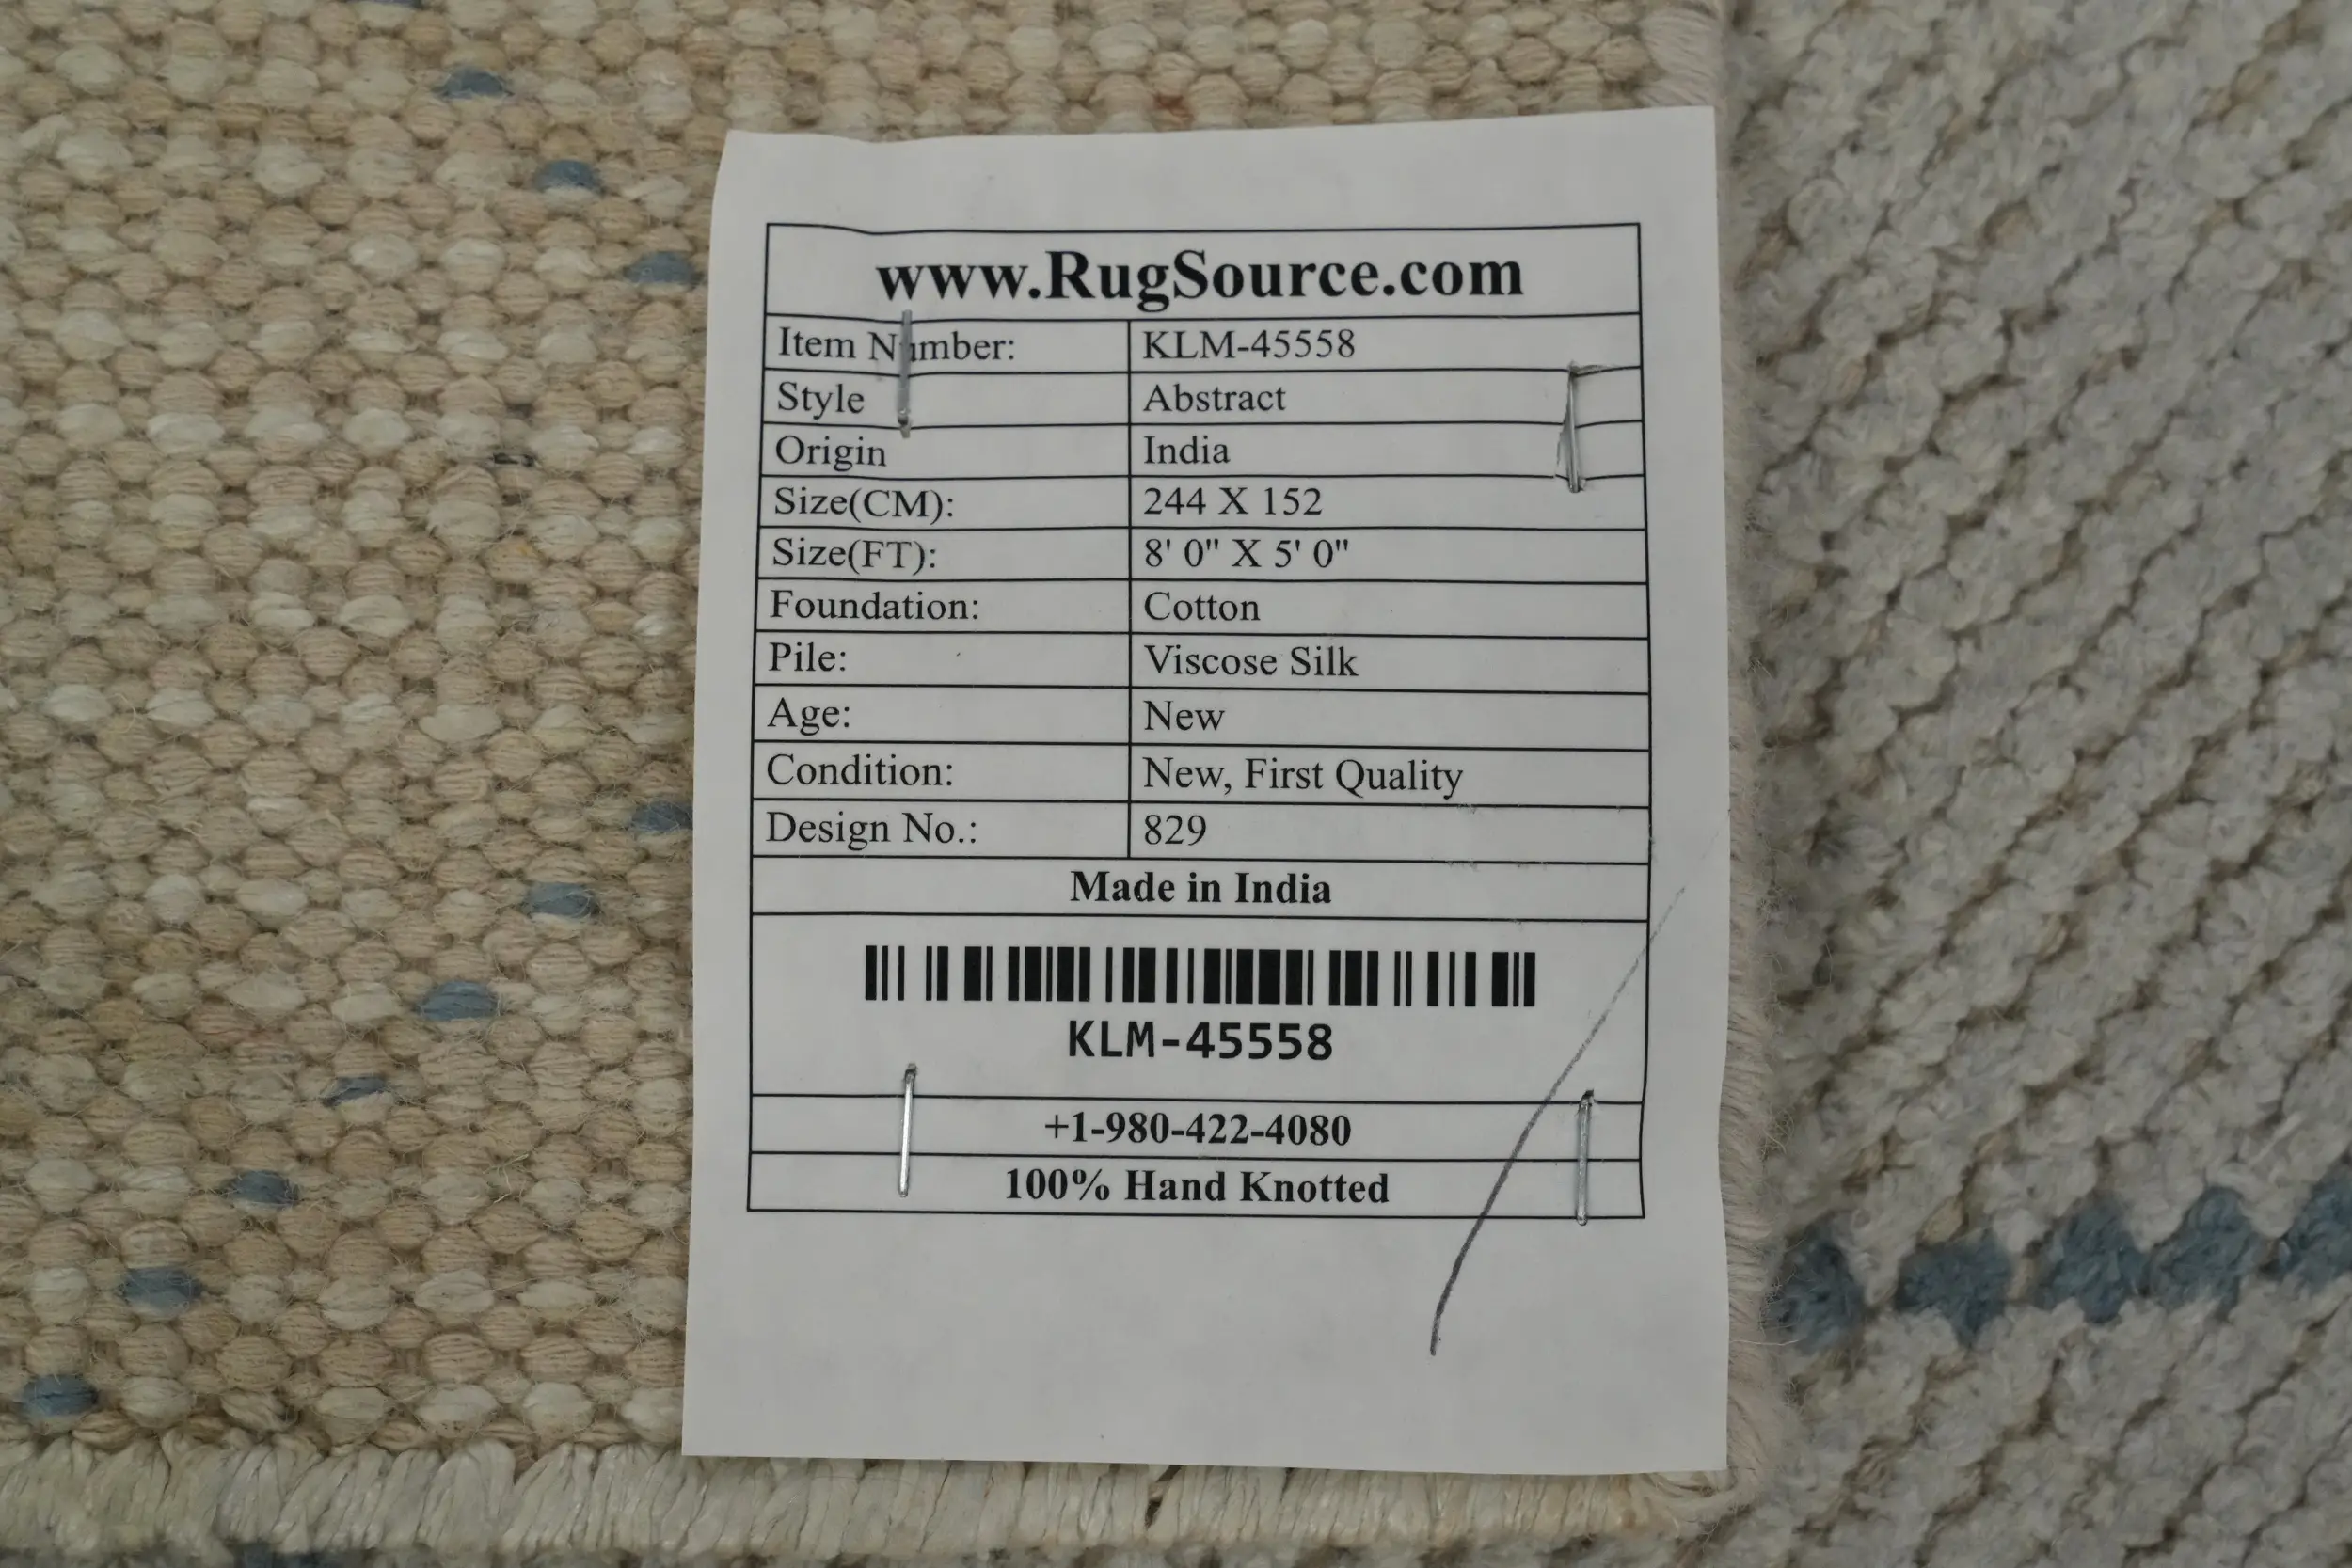 www.RugSource.com
Item Number: KLM-45558
Style Abstract
Origin India
Size(CM): 244 X 152
Size(FT): 8' 0" X 5' 0"
Foundation: Cotton
Pile: Viscose Silk
Age: New
Condition: New, First Quality
Design No.: 829
Made in India
KLM-45558
+1-980-422-4080
100% Hand Knotted